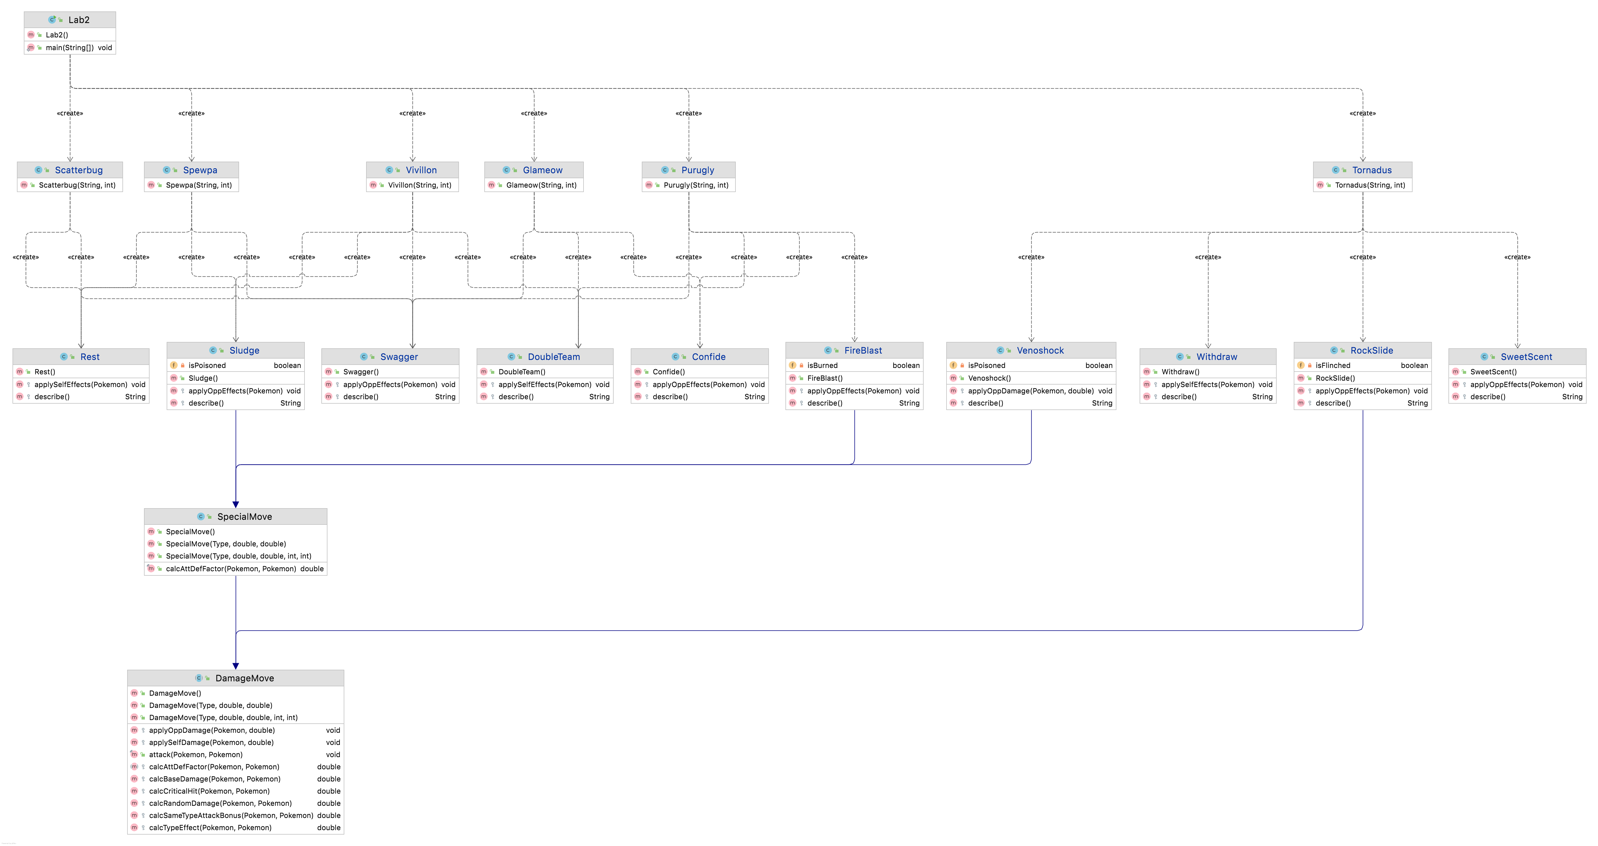 Lab2
Lab2()
main(String[]) void
«create» «create» «create» «create» «create» «create»
Scatterbug
Scatterbug(String, int)
Spewpa
Spewpa(String, int)
Vivillon
Vivillon(String, int)
Glameow
Glameow(String, int)
Purugly
Purugly(String, int)
Tornadus
Tornadus(String, int)
«create» «create» «create» «create» «create» «create» «create» «create» «create» «create» «create» «create» «create» «create» «create» «create» «create» «create» «create» «create»
Rest
Rest()
applySelfEffects(Pokemon) void
describe() String
Sludge
isPoisoned boolean
Sludge()
applyOppEffects(Pokemon) void
describe() String
Swagger
Swagger()
applyOppEffects(Pokemon) void
describe() String
DoubleTeam
DoubleTeam()
applySelfEffects(Pokemon) void
describe() String
Confide
Confide()
applyOppEffects(Pokemon) void
describe() String
FireBlast
isBurned boolean
FireBlast()
applyOppEffects(Pokemon) void
describe() String
Venoshock
isPoisoned boolean
Venoshock()
applyOppDamage(Pokemon, double) void
describe() String
Withdraw
Withdraw()
applySelfEffects(Pokemon) void
describe() String
RockSlide
isFlinched boolean
RockSlide()
applyOppEffects(Pokemon) void
describe() String
SweetScent
SweetScent()
applyOppEffects(Pokemon) void
describe() String
SpecialMove
SpecialMove()
SpecialMove(Type, double, double)
SpecialMove(Type, double, double, int, int)
calcAttDefFactor(Pokemon, Pokemon) double
DamageMove
DamageMove()
DamageMove(Type, double, double)
DamageMove(Type, double, double, int, int)
applyOppDamage(Pokemon, double) void
applySelfDamage(Pokemon, double) void
attack(Pokemon, Pokemon) void
calcAttDefFactor(Pokemon, Pokemon) double
calcBaseDamage(Pokemon, Pokemon) double
calcCriticalHit(Pokemon, Pokemon) double
calcRandomDamage(Pokemon, Pokemon) double
calcSameTypeAttackBonus(Pokemon, Pokemon) double
calcTypeEffect(Pokemon, Pokemon) double